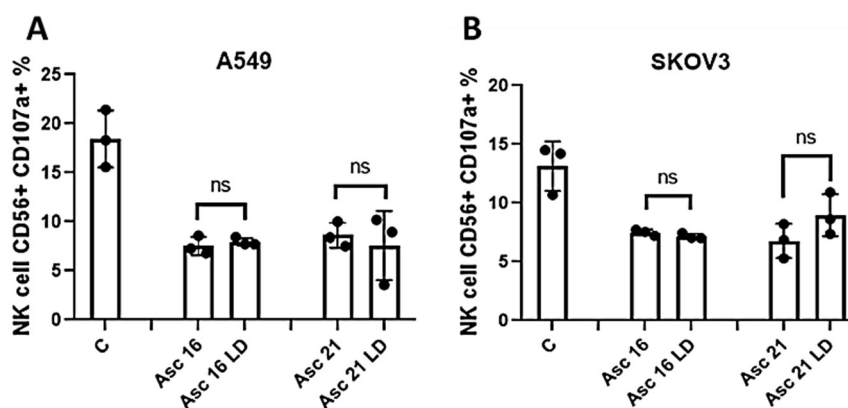 A
A549
NK cell CD56+ CD107a+ %
25
20
15
10
5
0
ns
ns
C
Asc 16
Asc 16 LD
Asc 21
Asc 21 LD
B
SKOV3
NK cell CD56+ CD107a+ %
20
15
10
5
0
ns
ns
C
Asc 16
Asc 16 LD
Asc 21
Asc 21 LD